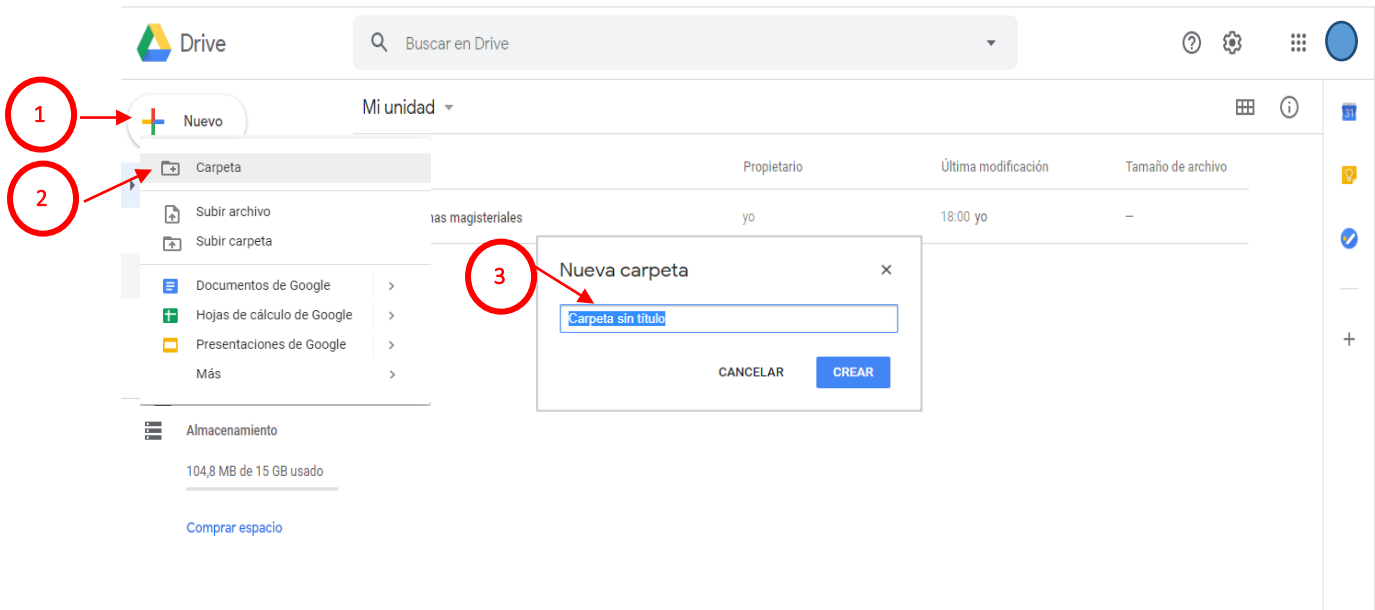 Drive
Buscar en Drive
1
Nuevo
Mi unidad
31
2
Carpeta
Propietario
Última modificación
Tamaño de archivo
Subir archivo
magisteriales
yo
18:00 yo
–
Subir carpeta
3
Nueva carpeta
Documentos de Google
Hojas de cálculo de Google
Carpeta sin título
Presentaciones de Google
Más
CANCELAR
CREAR
Almacenamiento
104,8 MB de 15 GB usado
Comprar espacio